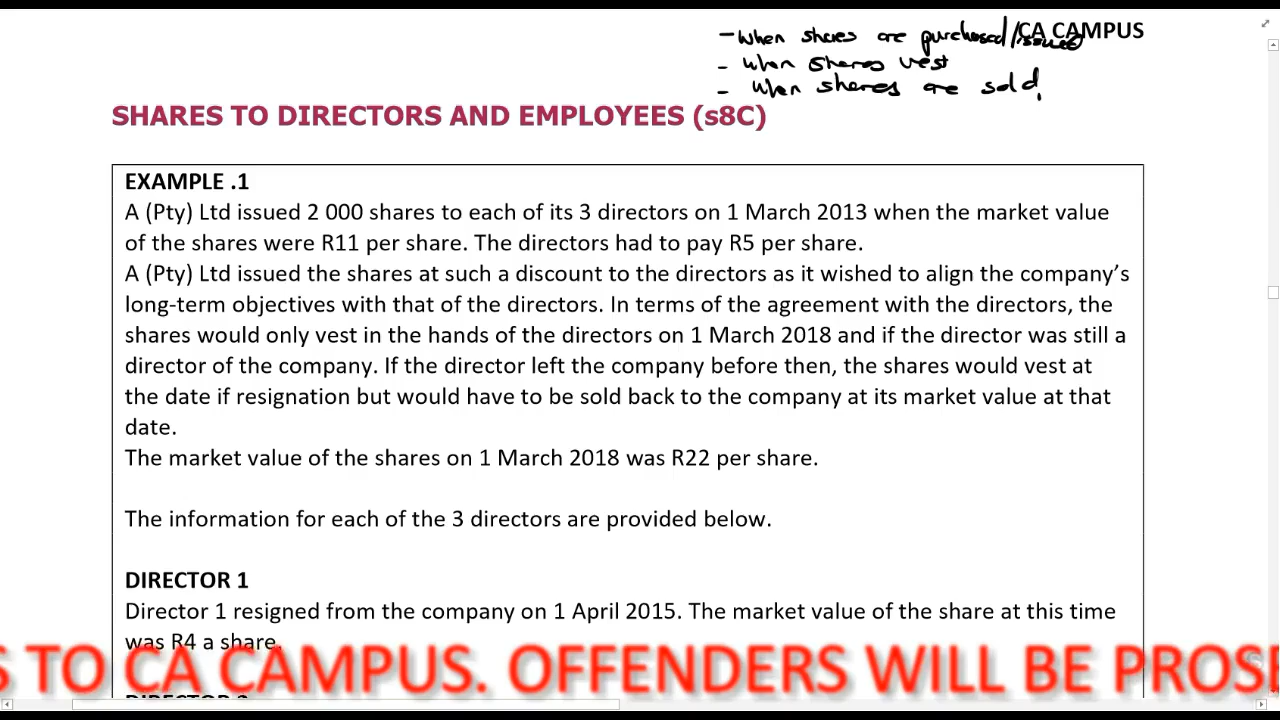 -when shares are purchased/issued
CA CAMPUS
- when shares vest
- when shares are sold,
SHARES TO DIRECTORS AND EMPLOYEES (s8C)
EXAMPLE .1
A (Pty) Ltd issued 2 000 shares to each of its 3 directors on 1 March 2013 when the market value
of the shares were R11 per share. The directors had to pay R5 per share.
A (Pty) Ltd issued the shares at such a discount to the directors as it wished to align the company's
long-term objectives with that of the directors. In terms of the agreement with the directors, the
shares would only vest in the hands of the directors on 1 March 2018 and if the director was still a
director of the company. If the director left the company before then, the shares would vest at
the date if resignation but would have to be sold back to the company at its market value at that
date.
The market value of the shares on 1 March 2018 was R22 per share.
The information for each of the 3 directors are provided below.
DIRECTOR 1
Director 1 resigned from the company on 1 April 2015. The market value of the share at this time
was R4 a share.
S TO CA CAMPUS. OFFENDERS WILL BE PROSE